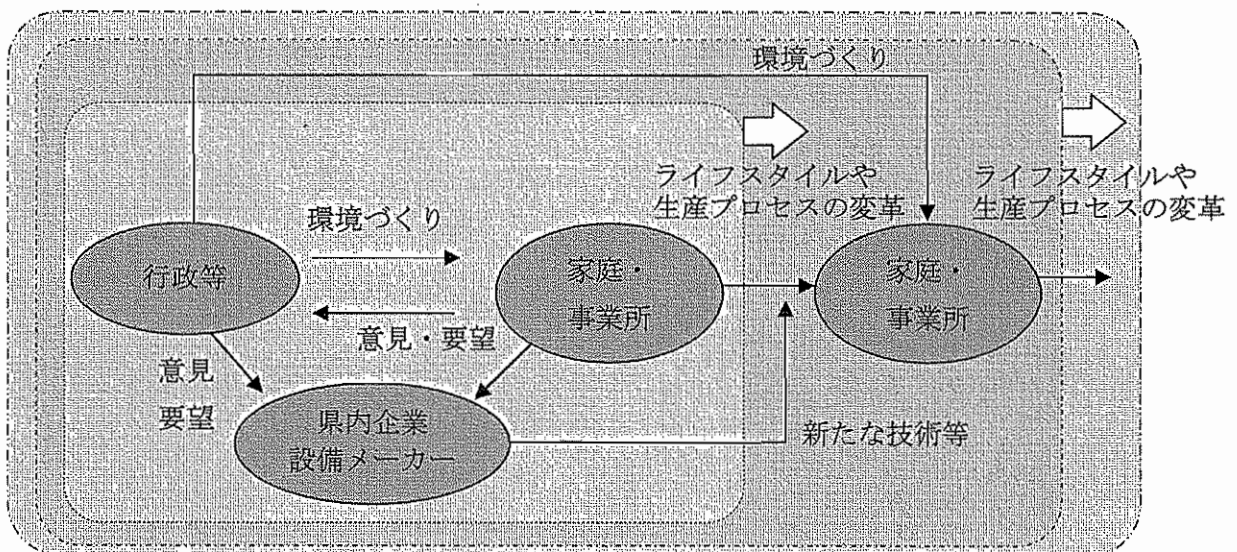 環境づくり
ライフスタイルや
生産プロセスの変革
ライフスタイルや
生産プロセスの変革
環境づくり
行政等
家庭・
事業所
家庭・
事業所
意見・要望
意見
要望
県内企業
設備メーカー
新たな技術等